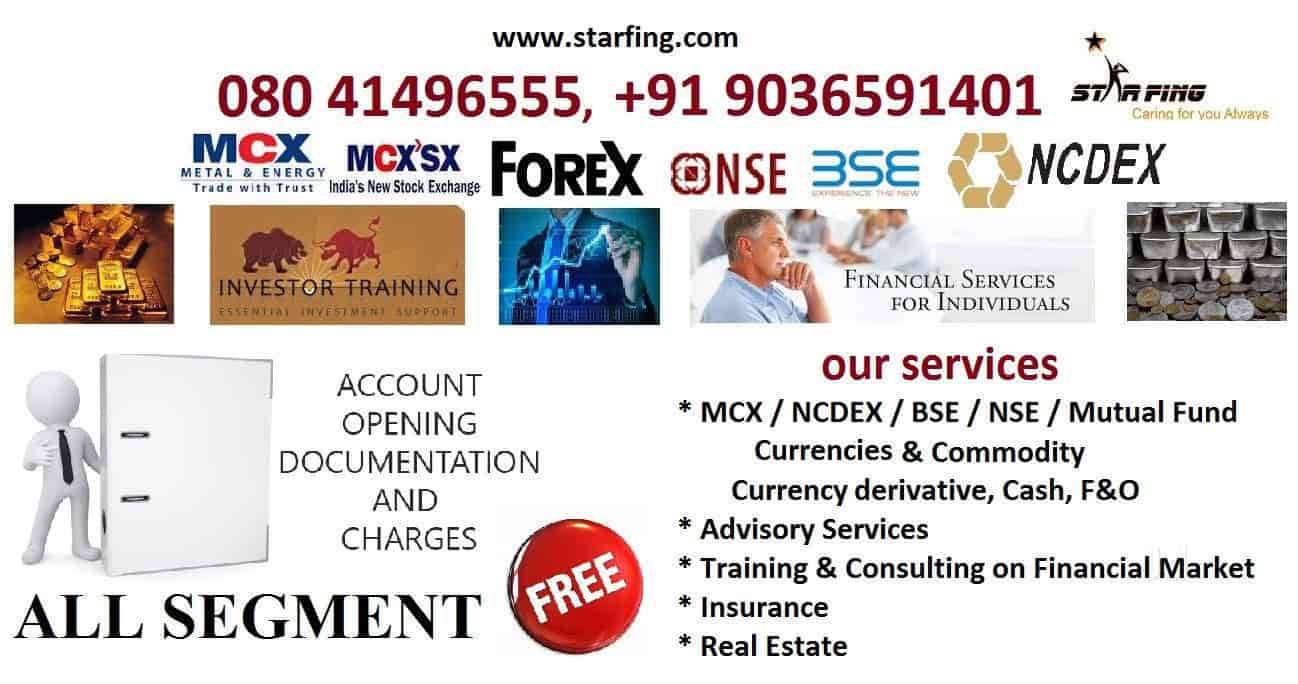 www.starfing.com
080 41496555, +91 9036591401
STAR FING
Caring for you Always
MCX
METAL & ENERGY
Trade with Trust
MCX'SX
India's New Stock Exchange
FOREX
NSE
BSE
EXPERIENCE THE NEW
NCDEX
INVESTOR TRAINING
ESSENTIAL INVESTMENT SUPPORT
FINANCIAL SERVICES
FOR INDIVIDUALS
ACCOUNT
OPENING
DOCUMENTATION
AND
CHARGES
FREE
ALL SEGMENT
our services
* MCX / NCDEX / BSE / NSE / Mutual Fund
Currencies & Commodity
Currency derivative, Cash, F&O
* Advisory Services
* Training & Consulting on Financial Market
* Insurance
* Real Estate